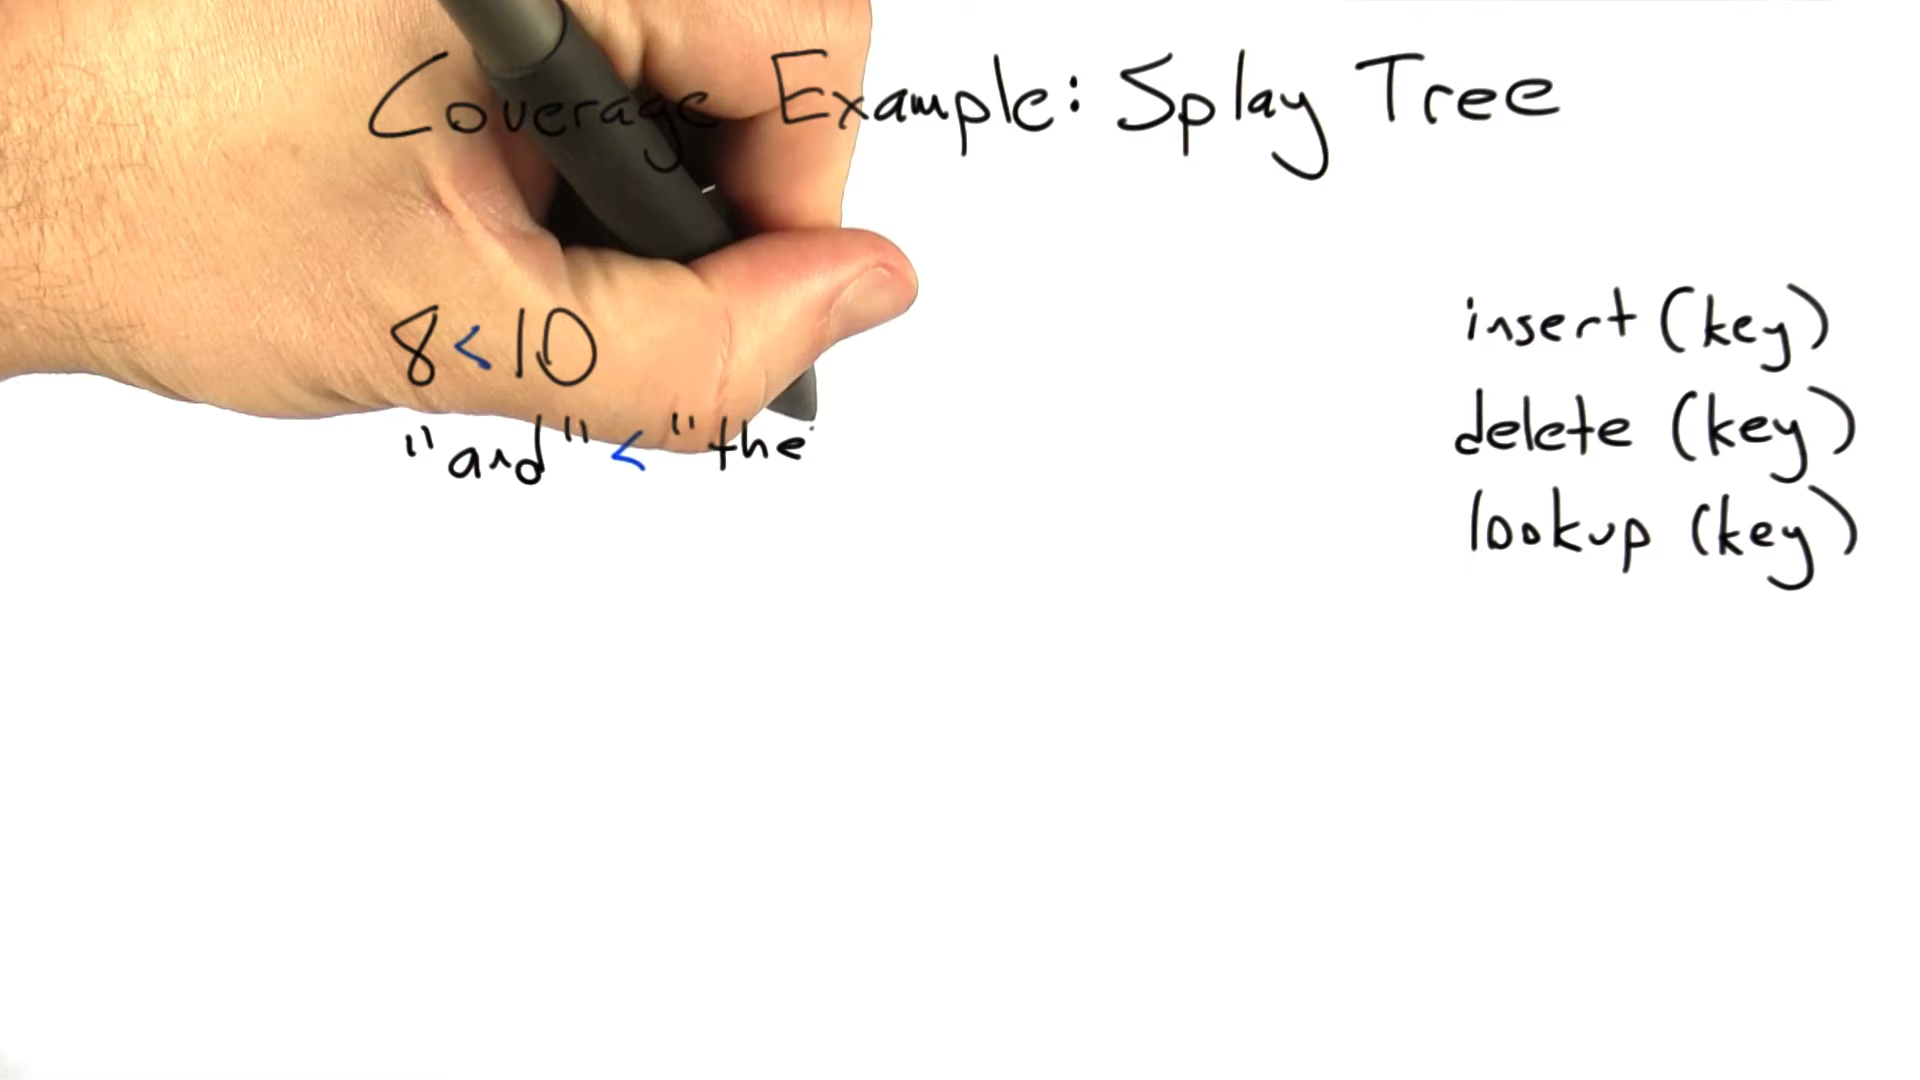 Coverage Example: Splay Tree
8<10
"and" < "the
insert (key)
delete (key)
lookup (key)